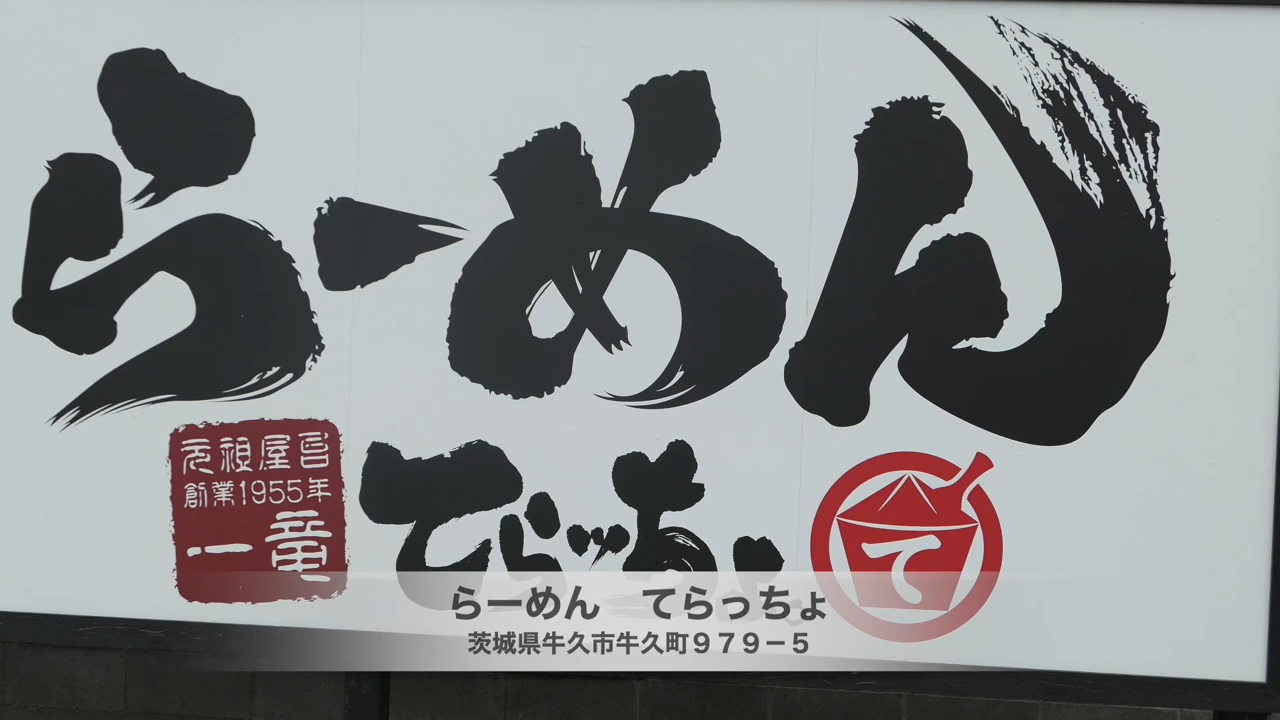 らーめん
元祖屋台
創業1955年
一竜
てらっちょ。
て
らーめん　てらっちょ
茨城県牛久市牛久町９７９－５